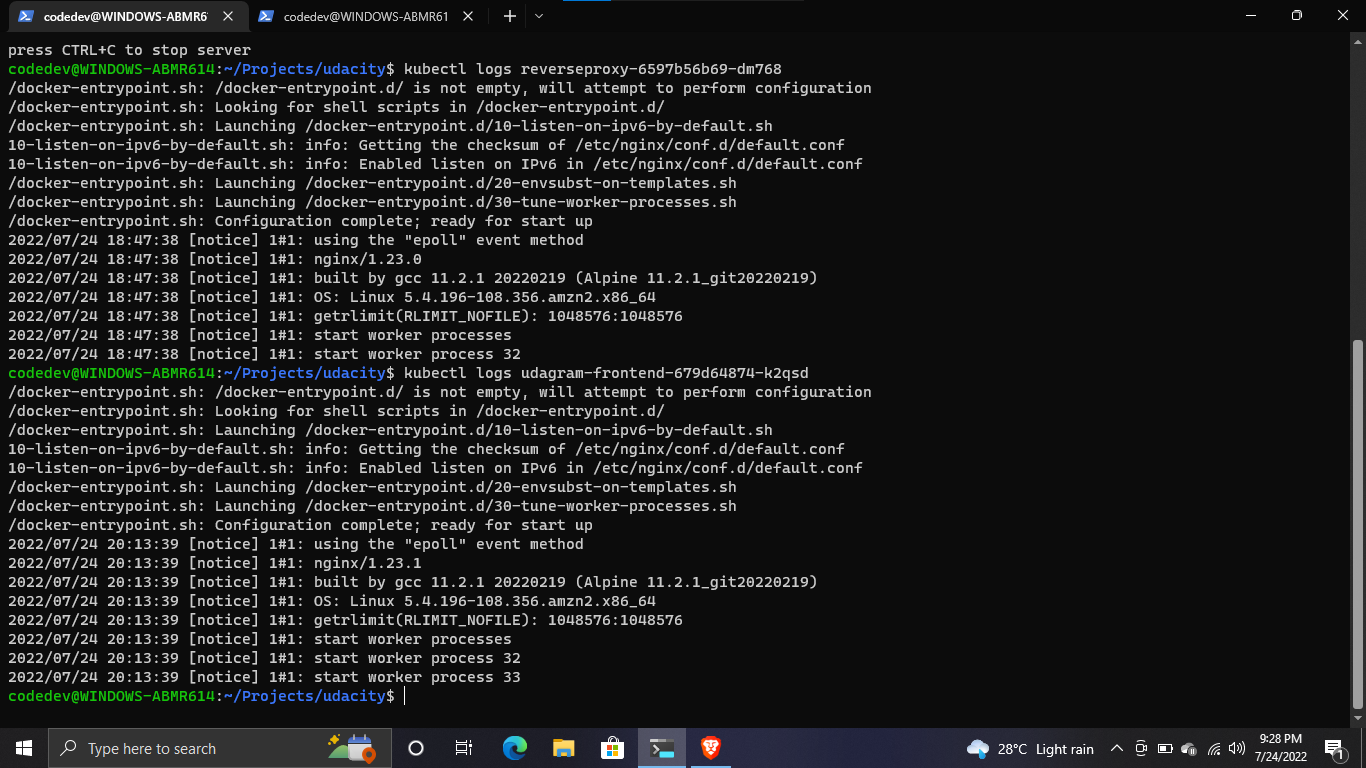 codedev@WINDOWS-ABMR6
codedev@WINDOWS-ABMR61
press CTRL+C to stop server
codedev@WINDOWS-ABMR614:~/Projects/udacity$ kubectl logs reverseproxy-6597b56b69-dm768
/docker-entrypoint.sh: /docker-entrypoint.d/ is not empty, will attempt to perform configuration
/docker-entrypoint.sh: Looking for shell scripts in /docker-entrypoint.d/
/docker-entrypoint.sh: Launching /docker-entrypoint.d/10-listen-on-ipv6-by-default.sh
10-listen-on-ipv6-by-default.sh: info: Getting the checksum of /etc/nginx/conf.d/default.conf
10-listen-on-ipv6-by-default.sh: info: Enabled listen on IPv6 in /etc/nginx/conf.d/default.conf
/docker-entrypoint.sh: Launching /docker-entrypoint.d/20-envsubst-on-templates.sh
/docker-entrypoint.sh: Launching /docker-entrypoint.d/30-tune-worker-processes.sh
/docker-entrypoint.sh: Configuration complete; ready for start up
2022/07/24 18:47:38 [notice] 1#1: using the "epoll" event method
2022/07/24 18:47:38 [notice] 1#1: nginx/1.23.0
2022/07/24 18:47:38 [notice] 1#1: built by gcc 11.2.1 20220219 (Alpine 11.2.1_git20220219)
2022/07/24 18:47:38 [notice] 1#1: OS: Linux 5.4.196-108.356.amzn2.x86_64
2022/07/24 18:47:38 [notice] 1#1: getrlimit(RLIMIT_NOFILE): 1048576:1048576
2022/07/24 18:47:38 [notice] 1#1: start worker processes
2022/07/24 18:47:38 [notice] 1#1: start worker process 32
codedev@WINDOWS-ABMR614:~/Projects/udacity$ kubectl logs udagram-frontend-679d64874-k2qsd
/docker-entrypoint.sh: /docker-entrypoint.d/ is not empty, will attempt to perform configuration
/docker-entrypoint.sh: Looking for shell scripts in /docker-entrypoint.d/
/docker-entrypoint.sh: Launching /docker-entrypoint.d/10-listen-on-ipv6-by-default.sh
10-listen-on-ipv6-by-default.sh: info: Getting the checksum of /etc/nginx/conf.d/default.conf
10-listen-on-ipv6-by-default.sh: info: Enabled listen on IPv6 in /etc/nginx/conf.d/default.conf
/docker-entrypoint.sh: Launching /docker-entrypoint.d/20-envsubst-on-templates.sh
/docker-entrypoint.sh: Launching /docker-entrypoint.d/30-tune-worker-processes.sh
/docker-entrypoint.sh: Configuration complete; ready for start up
2022/07/24 20:13:39 [notice] 1#1: using the "epoll" event method
2022/07/24 20:13:39 [notice] 1#1: nginx/1.23.1
2022/07/24 20:13:39 [notice] 1#1: built by gcc 11.2.1 20220219 (Alpine 11.2.1_git20220219)
2022/07/24 20:13:39 [notice] 1#1: OS: Linux 5.4.196-108.356.amzn2.x86_64
2022/07/24 20:13:39 [notice] 1#1: getrlimit(RLIMIT_NOFILE): 1048576:1048576
2022/07/24 20:13:39 [notice] 1#1: start worker processes
2022/07/24 20:13:39 [notice] 1#1: start worker process 32
2022/07/24 20:13:39 [notice] 1#1: start worker process 33
codedev@WINDOWS-ABMR614:~/Projects/udacity$
Type here to search
28°C Light rain
9:28 PM
7/24/2022
1